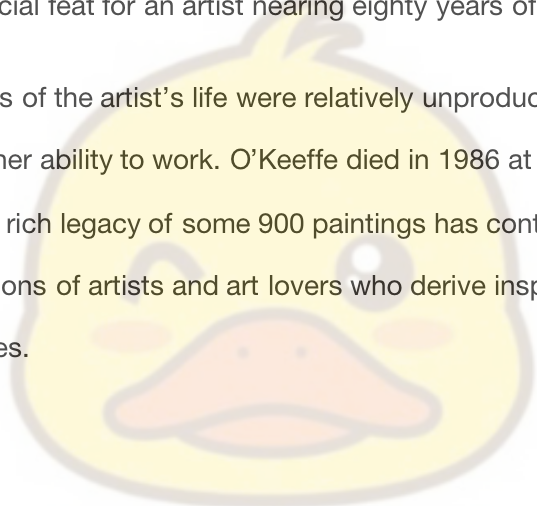 cial feat for an artist nearing eighty years of
s of the artist’s life were relatively unproduc
her ability to work. O’Keeffe died in 1986 at
rich legacy of some 900 paintings has cont
ons of artists and art lovers who derive insp
es.